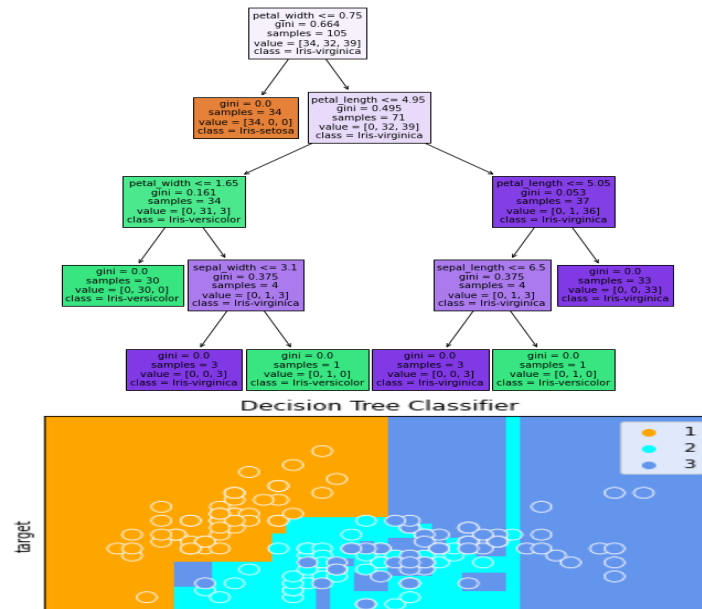 petal_width <= 0.75
gini = 0.664
samples = 105
value = [34, 32, 39]
class = Iris-virginica
gini = 0.0
samples = 34
value = [34, 0, 0]
class = Iris-setosa
petal_length <= 4.95
gini = 0.495
samples = 71
value = [0, 32, 39]
class = Iris-virginica
petal_width <= 1.65
gini = 0.161
samples = 34
value = [0, 31, 3]
class = Iris-versicolor
petal_length <= 5.05
gini = 0.053
samples = 37
value = [0, 1, 36]
class = Iris-virginica
gini = 0.0
samples = 30
value = [0, 30, 0]
class = Iris-versicolor
sepal_width <= 3.1
gini = 0.375
samples = 4
value = [0, 1, 3]
class = Iris-virginica
sepal_length <= 6.5
gini = 0.375
samples = 4
value = [0, 1, 3]
class = Iris-virginica
gini = 0.0
samples = 33
value = [0, 0, 33]
class = Iris-virginica
gini = 0.0
samples = 3
value = [0, 0, 3]
class = Iris-virginica
gini = 0.0
samples = 1
value = [0, 1, 0]
class = Iris-versicolor
gini = 0.0
samples = 3
value = [0, 0, 3]
class = Iris-virginica
gini = 0.0
samples = 1
value = [0, 1, 0]
class = Iris-versicolor
Decision Tree Classifier
1
2
3
target